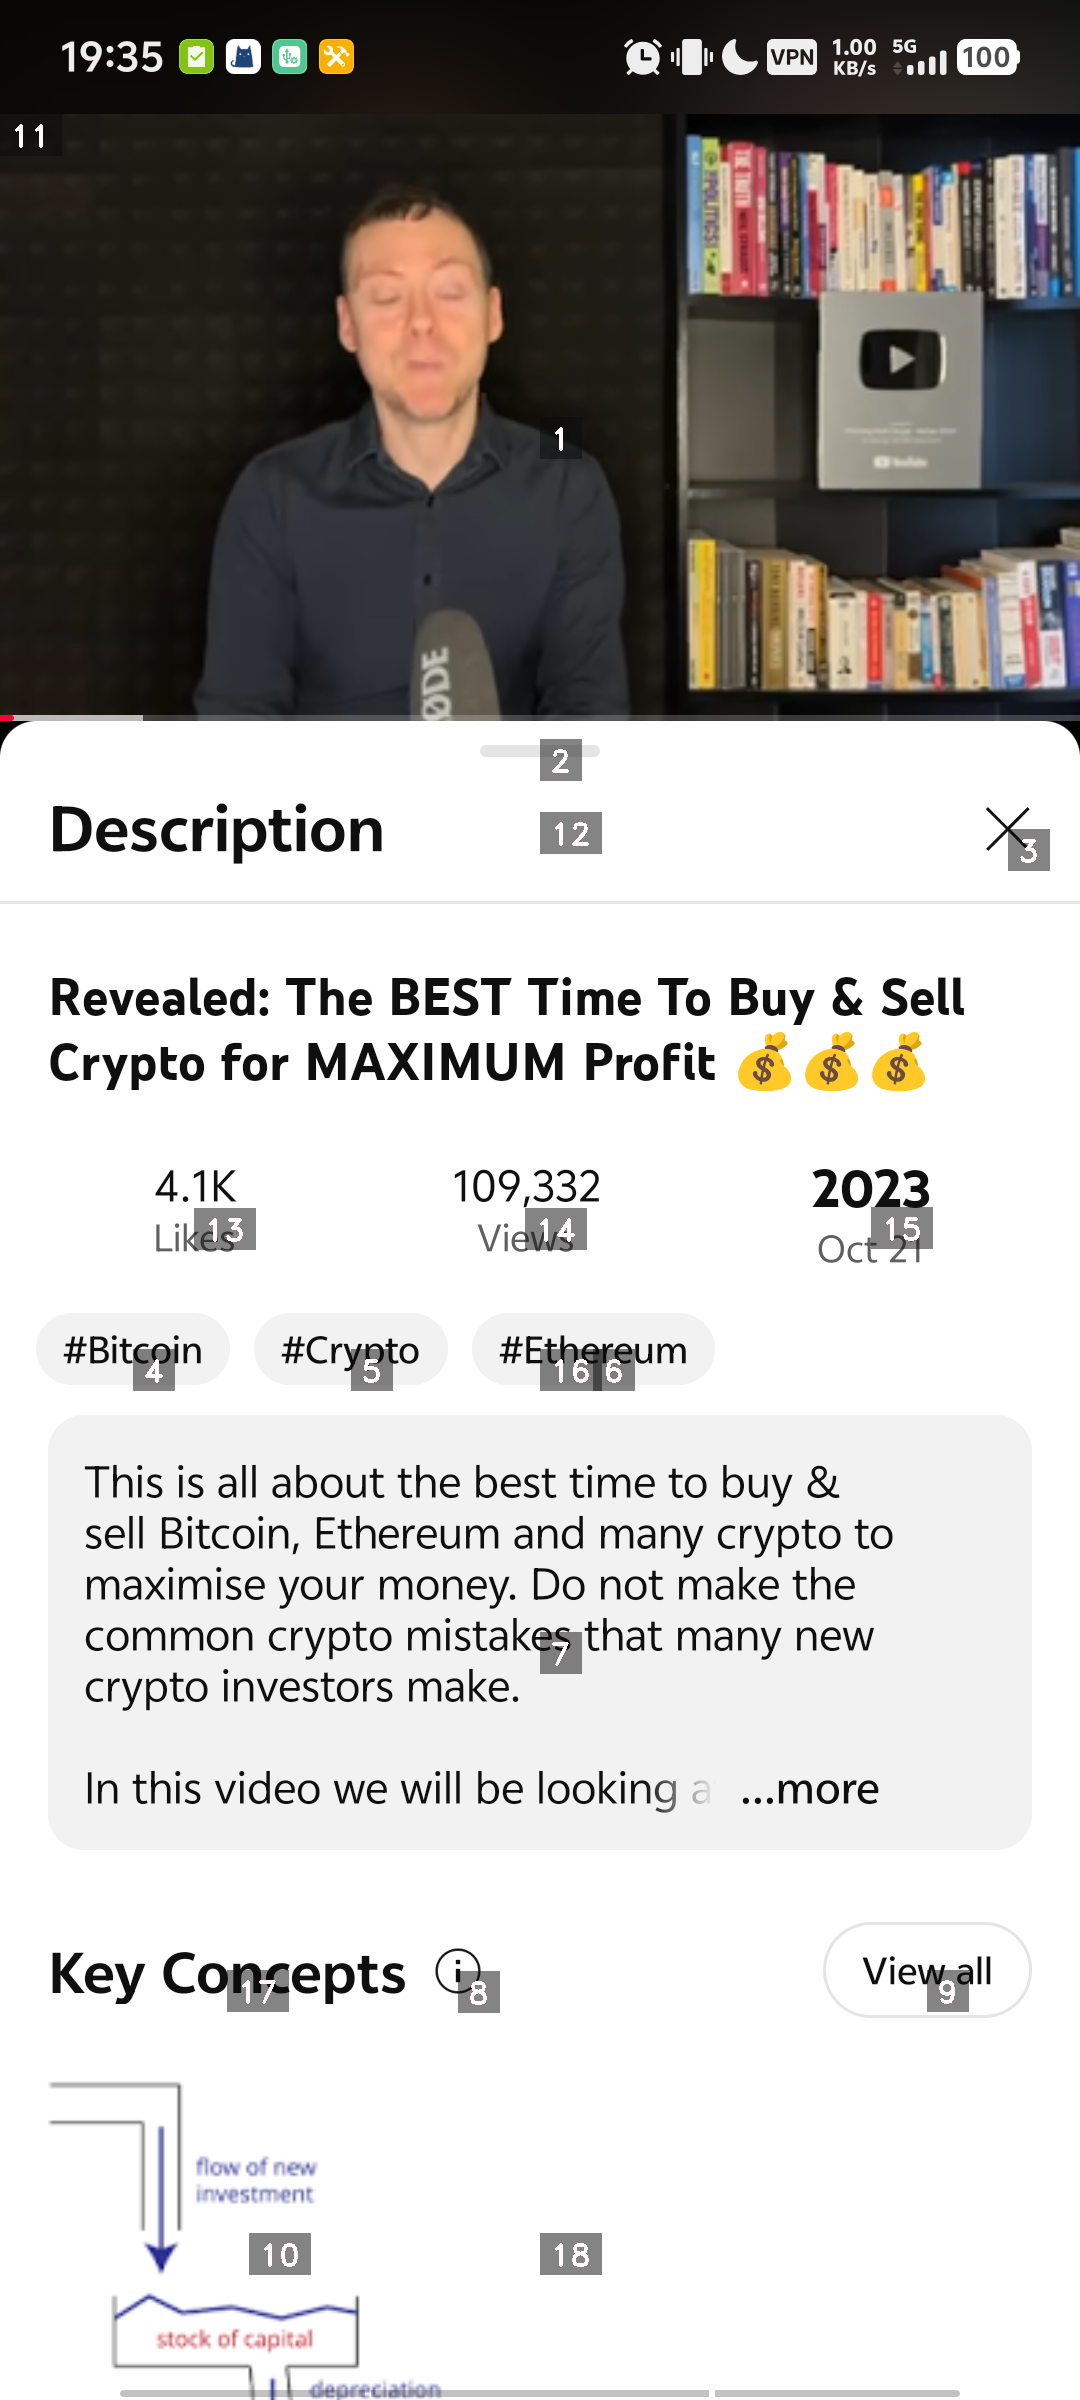 19:35
VPN
1.00
KB/s
5G
100
11
POLITICS
THE TRUTH
1
YouTube
RØDE
2
Description
12
3
Revealed: The BEST Time To Buy & Sell
Crypto for MAXIMUM Profit 💰💰💰
4.1K
109,332
2023
Likes
13
Views
14
Oct 21
15
#Bitcoin
#Crypto
#Ethereum
4
5
16
6
This is all about the best time to buy &
sell Bitcoin, Ethereum and many crypto to
maximise your money. Do not make the
common crypto mistakes that many new
7
crypto investors make.
In this video we will be looking a ...more
Key Concepts
View all
17
8
9
flow of new
investment
10
18
stock of capital
depreciation